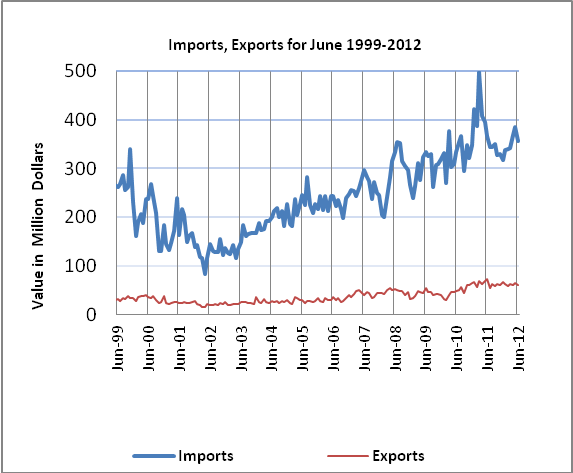 Imports, Exports for June 1999-2012
Value in Million Dollars
500
400
300
200
100
0
Jun-99
Jun-00
Jun-01
Jun-02
Jun-03
Jun-04
Jun-05
Jun-06
Jun-07
Jun-08
Jun-09
Jun-10
Jun-11
Jun-12
Imports
Exports